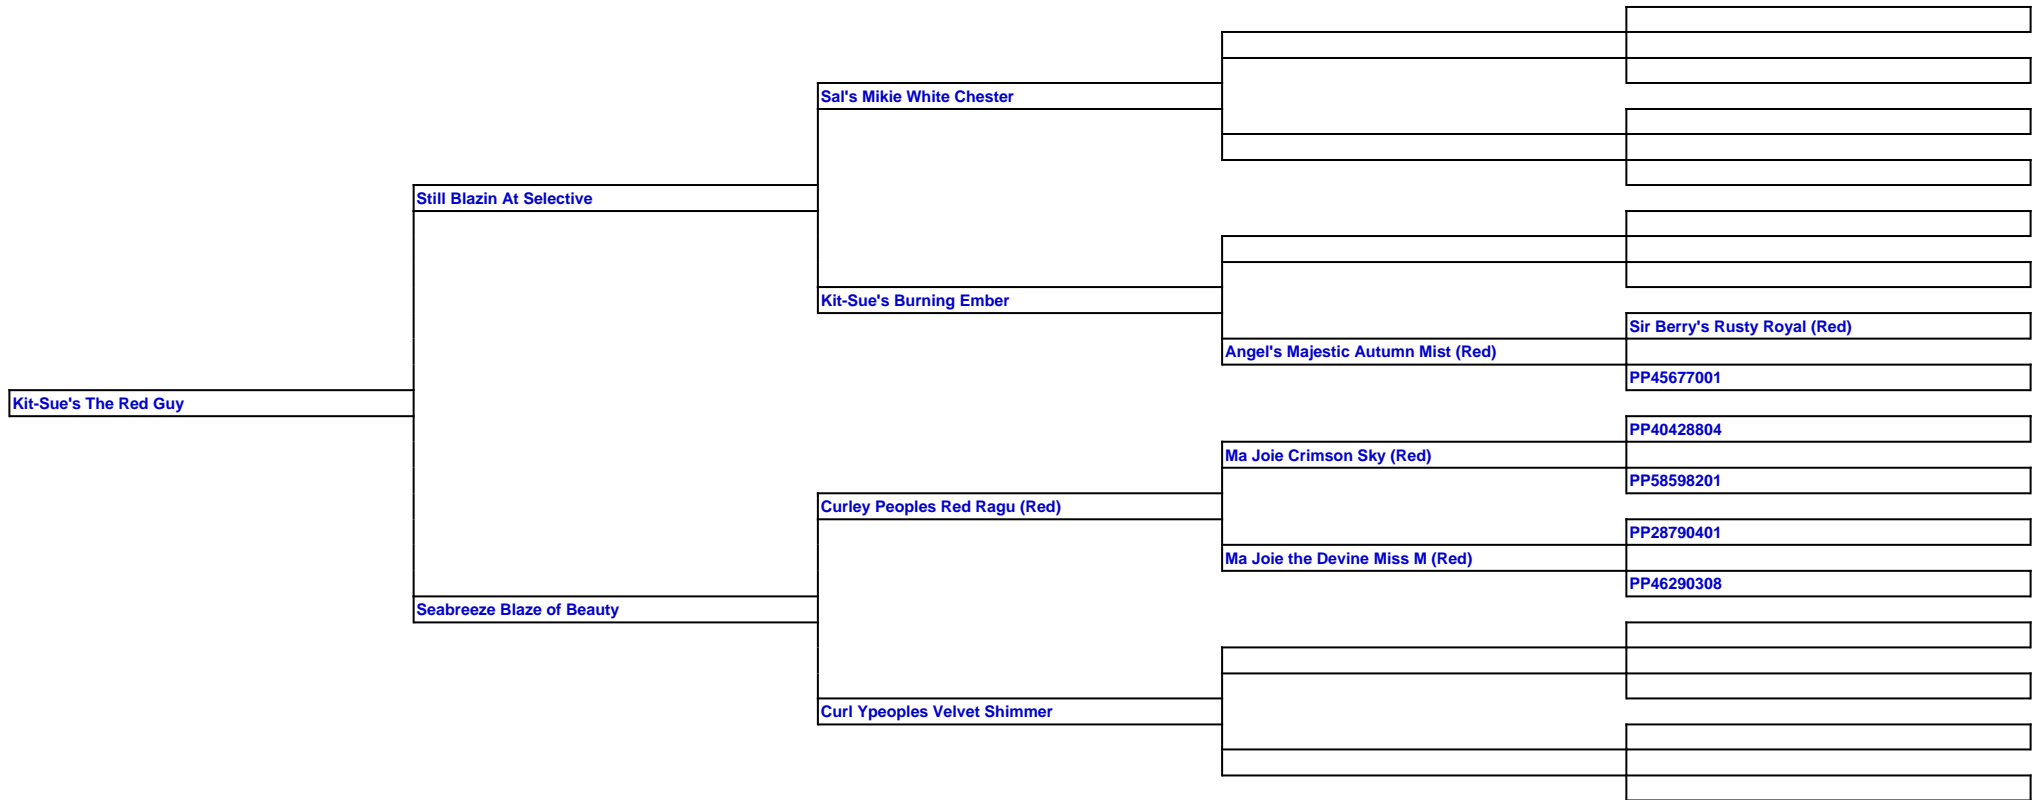 Sal's Mikie White Chester
Still Blazin At Selective
Kit-Sue's Burning Ember
Sir Berry's Rusty Royal (Red)
Angel's Majestic Autumn Mist (Red)
PP45677001
Kit-Sue's The Red Guy
PP40428804
Ma Joie Crimson Sky (Red)
PP58598201
Curley Peoples Red Ragu (Red)
PP28790401
Ma Joie the Devine Miss M (Red)
PP46290308
Seabreeze Blaze of Beauty
Curl Ypeoples Velvet Shimmer